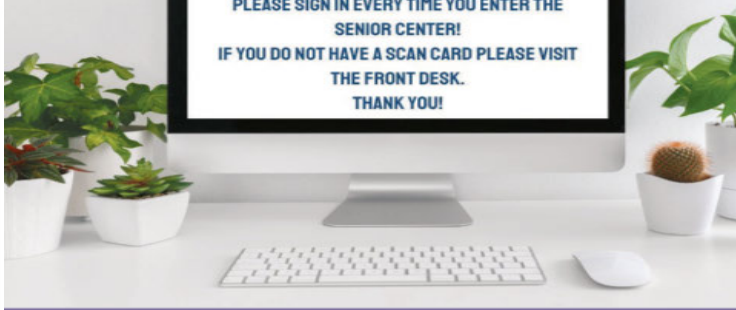 PLEASE SIGN IN EVERY TIME YOU ENTER THE
SENIOR CENTER!
IF YOU DO NOT HAVE A SCAN CARD PLEASE VISIT
THE FRONT DESK.
THANK YOU!